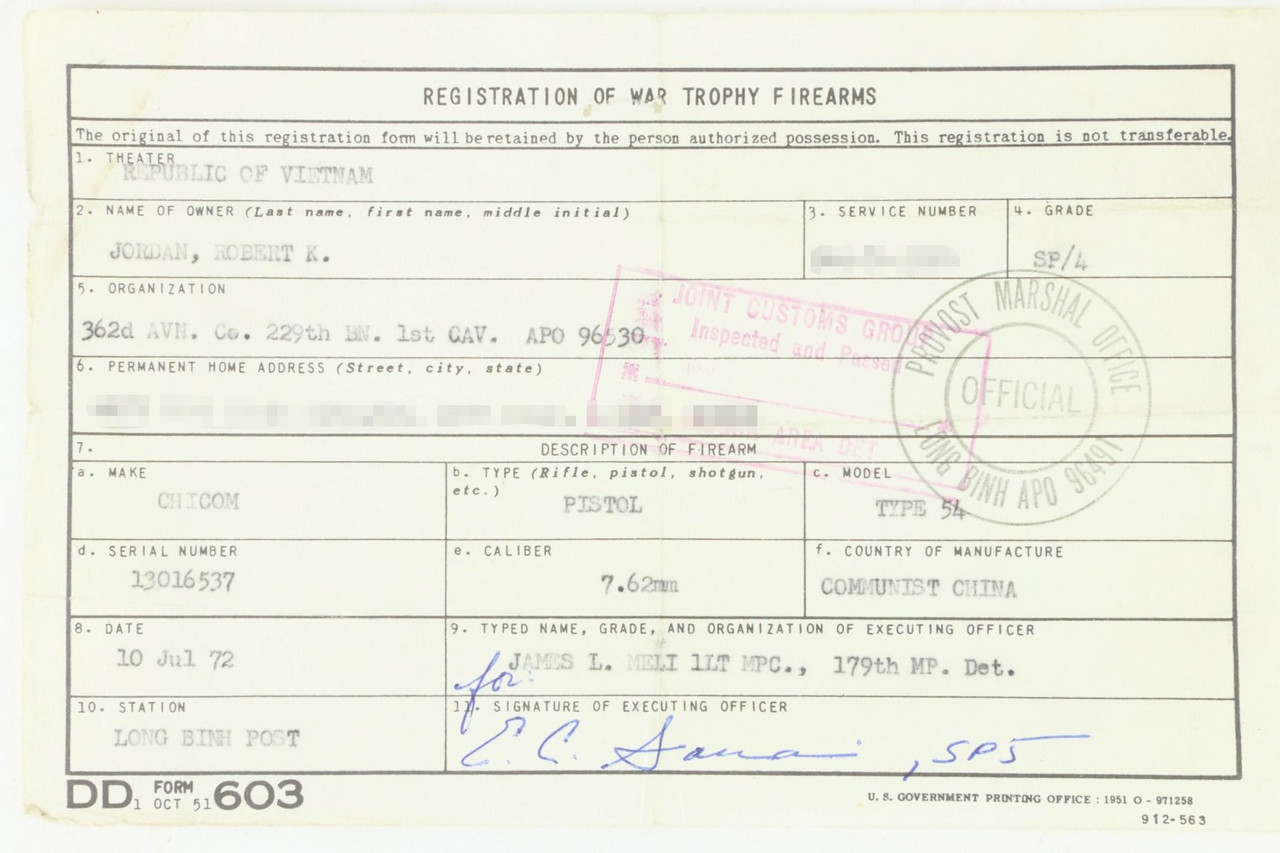 REGISTRATION OF WAR TROPHY FIREARMS
The original of this registration form will be retained by the person authorized possession. This registration is not transferable.
1. THEATER
REPUBLIC OF VIETNAM
2. NAME OF OWNER (Last name, first name, middle initial)
3. SERVICE NUMBER
4. GRADE
JORDAN, ROBERT K.
SP/4
5. ORGANIZATION
362d AVN. Co. 229th BN. 1st CAV. APO 96530
6. PERMANENT HOME ADDRESS (Street, city, state)
JOINT CUSTOMS GROUP
Inspected and Passed
AREA DET
PROVOST MARSHAL OFFICE
OFFICIAL
LONG BINH APO 96491
7. DESCRIPTION OF FIREARM
a. MAKE
CHICOM
b. TYPE (Rifle, pistol, shotgun,
etc.)
PISTOL
c. MODEL
TYPE 54
d. SERIAL NUMBER
13016537
e. CALIBER
7.62mm
f. COUNTRY OF MANUFACTURE
COMMUNIST CHINA
8. DATE
10 Jul 72
9. TYPED NAME, GRADE, AND ORGANIZATION OF EXECUTING OFFICER
for: JAMES L. MELI 1LT MPC., 179th MP. Det.
10. STATION
LONG BINH POST
11. SIGNATURE OF EXECUTING OFFICER
E. C. , SP5
DD FORM 603
1 OCT 51
U. S. GOVERNMENT PRINTING OFFICE : 1951 O - 971258
912-563